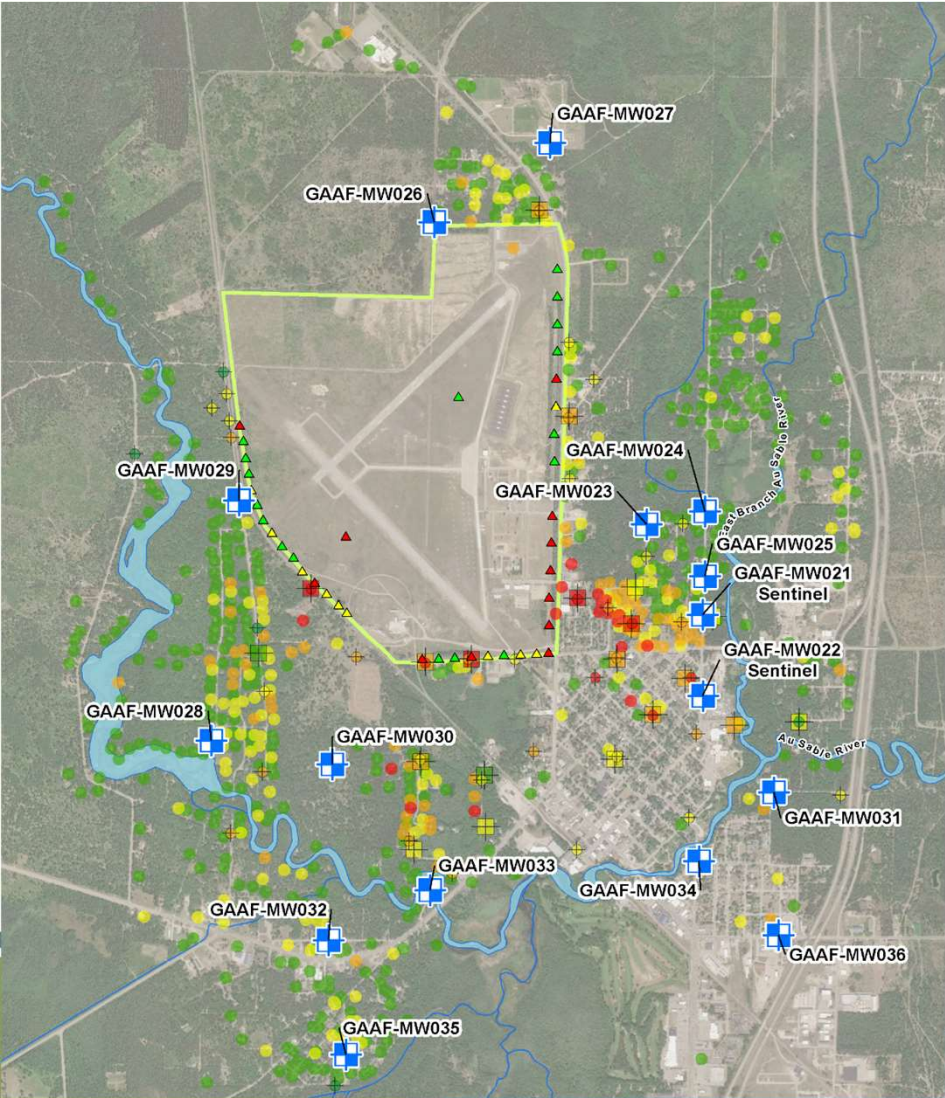 GAAF-MW027
GAAF-MW026
GAAF-MW024
GAAF-MW029
GAAF-MW023
East Branch Au Sable River
GAAF-MW025
GAAF-MW021
Sentinel
GAAF-MW022
Sentinel
GAAF-MW028
GAAF-MW030
Au Sable River
GAAF-MW031
GAAF-MW033
GAAF-MW034
GAAF-MW032
GAAF-MW036
GAAF-MW035